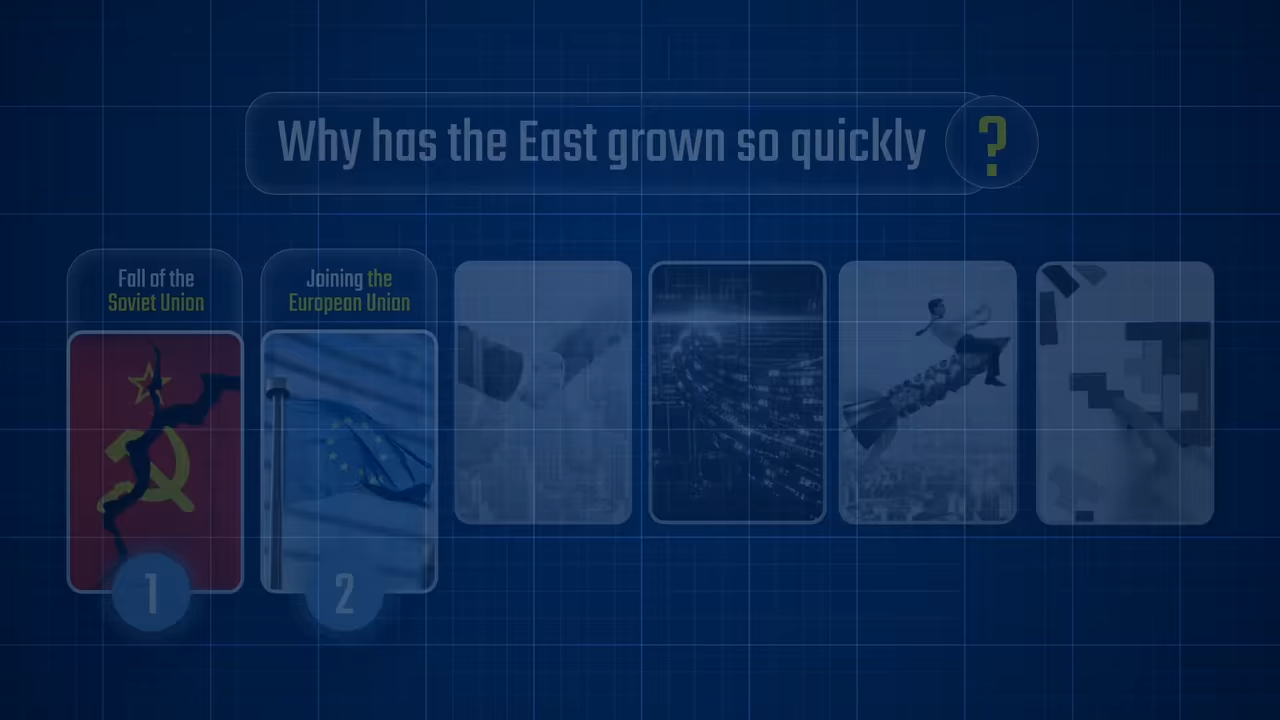 Why has the East grown so quickly ?
Fall of the
Soviet Union
Joining the
European Union
1
2